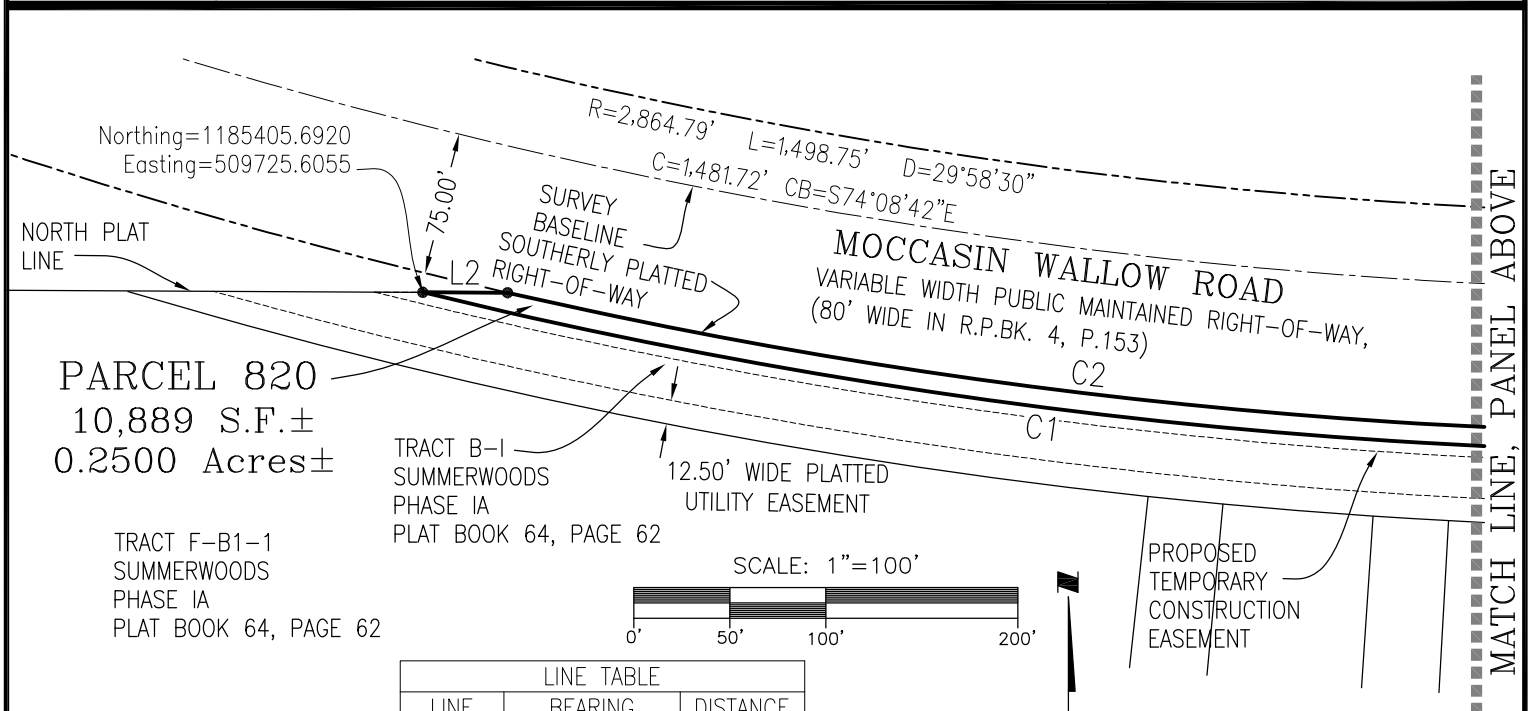 R=2,864.79' L=1,498.75' D=29°58'30"
C=1,481.72' CB=S74°08'42"E
Northing=1185405.6920
Easting=509725.6055
75.00'
SURVEY
BASELINE
SOUTHERLY PLATTED
RIGHT-OF-WAY
NORTH PLAT
LINE
L2
MOCCASIN WALLOW ROAD
VARIABLE WIDTH PUBLIC MAINTAINED RIGHT-OF-WAY,
(80' WIDE IN R.P.BK. 4, P.153)
C2
C1
PARCEL 820
10,889 S.F.±
0.2500 Acres±
TRACT B-1
SUMMERWOODS
PHASE IA
PLAT BOOK 64, PAGE 62
12.50' WIDE PLATTED
UTILITY EASEMENT
TRACT F-B1-1
SUMMERWOODS
PHASE IA
PLAT BOOK 64, PAGE 62
SCALE: 1"=100'
0' 50' 100' 200'
N
PROPOSED
TEMPORARY
CONSTRUCTION
EASEMENT
MATCH LINE, PANEL ABOVE
LINE TABLE
LINE BEARING DISTANCE